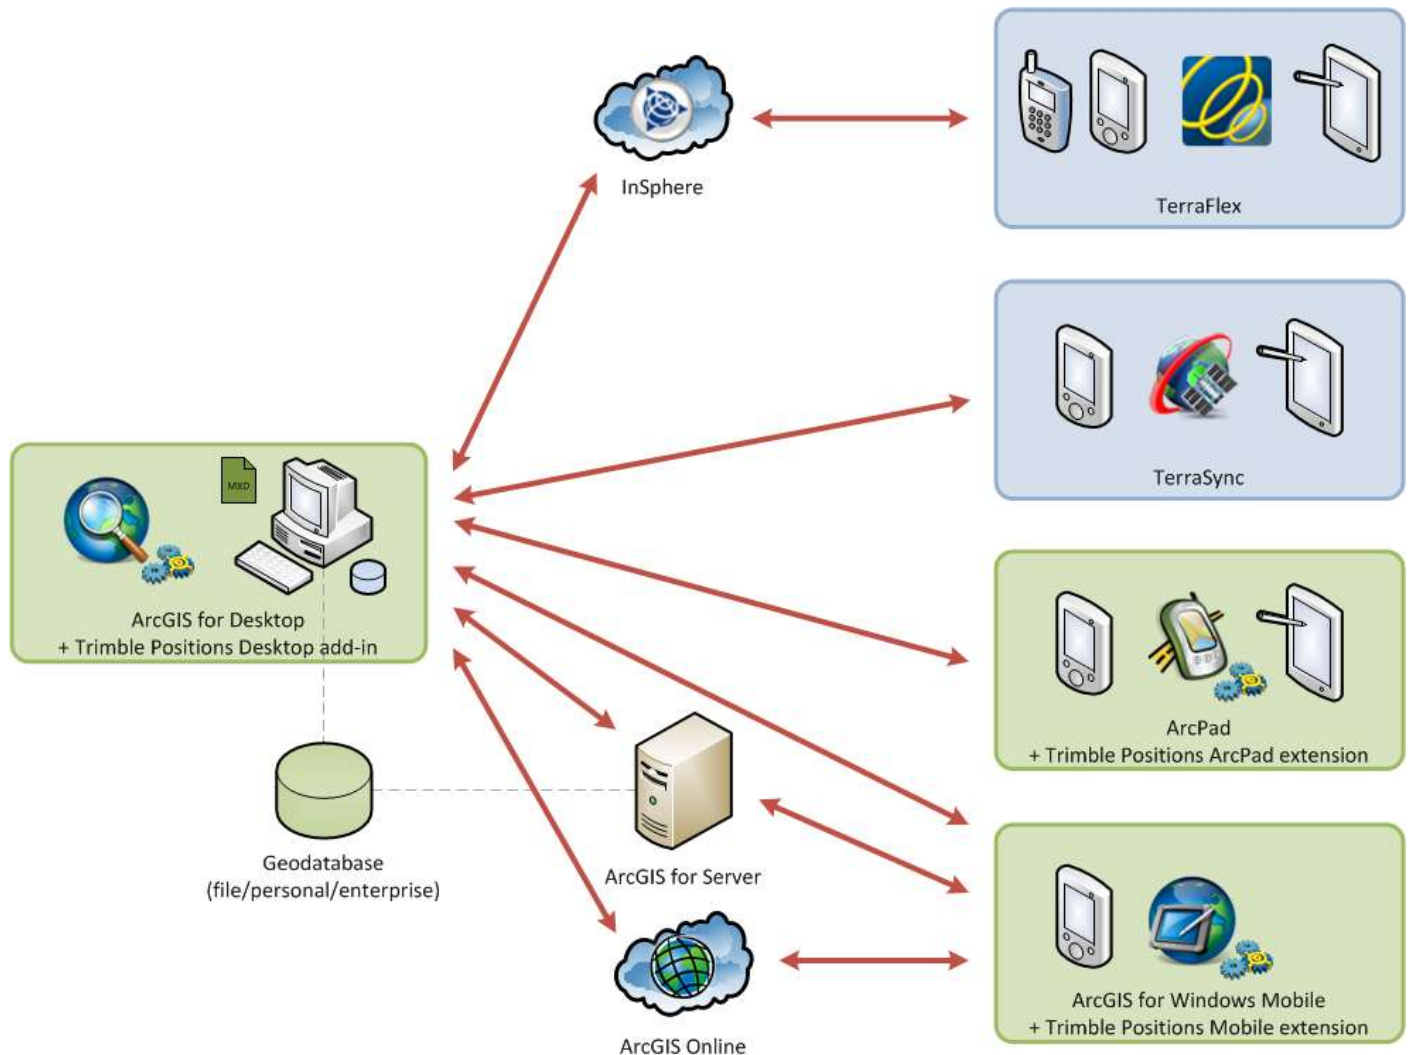 InSphere
TerraFlex
TerraSync
MXD
ArcGIS for Desktop
+ Trimble Positions Desktop add-in
ArcPad
+ Trimble Positions ArcPad extension
Geodatabase
(file/personal/enterprise)
ArcGIS for Server
ArcGIS Online
ArcGIS for Windows Mobile
+ Trimble Positions Mobile extension